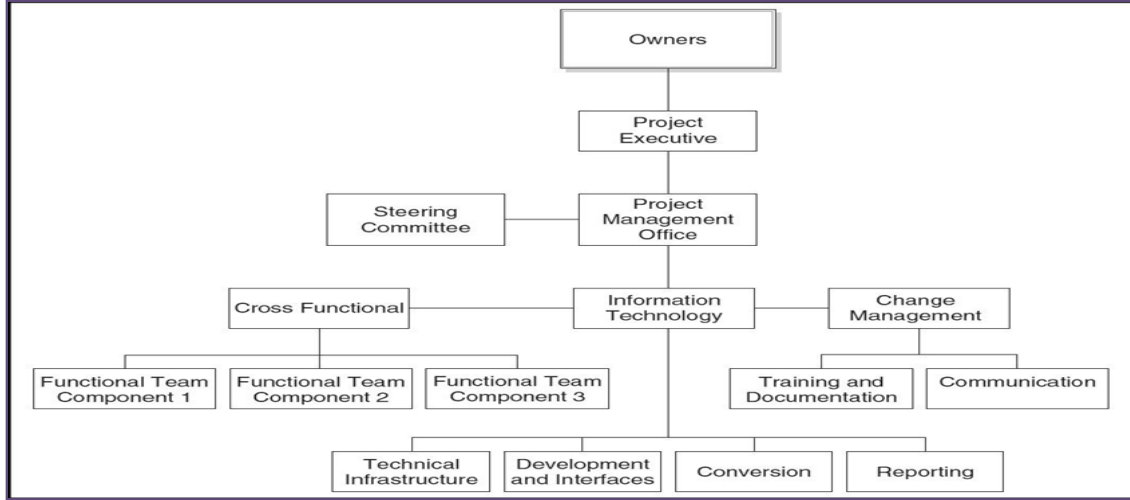 Owners
Project
Executive
Steering
Committee
Project
Management
Office
Cross Functional
Information
Technology
Change
Management
Functional Team
Component 1
Functional Team
Component 2
Functional Team
Component 3
Training and
Documentation
Communication
Technical
Infrastructure
Development
and Interfaces
Conversion
Reporting